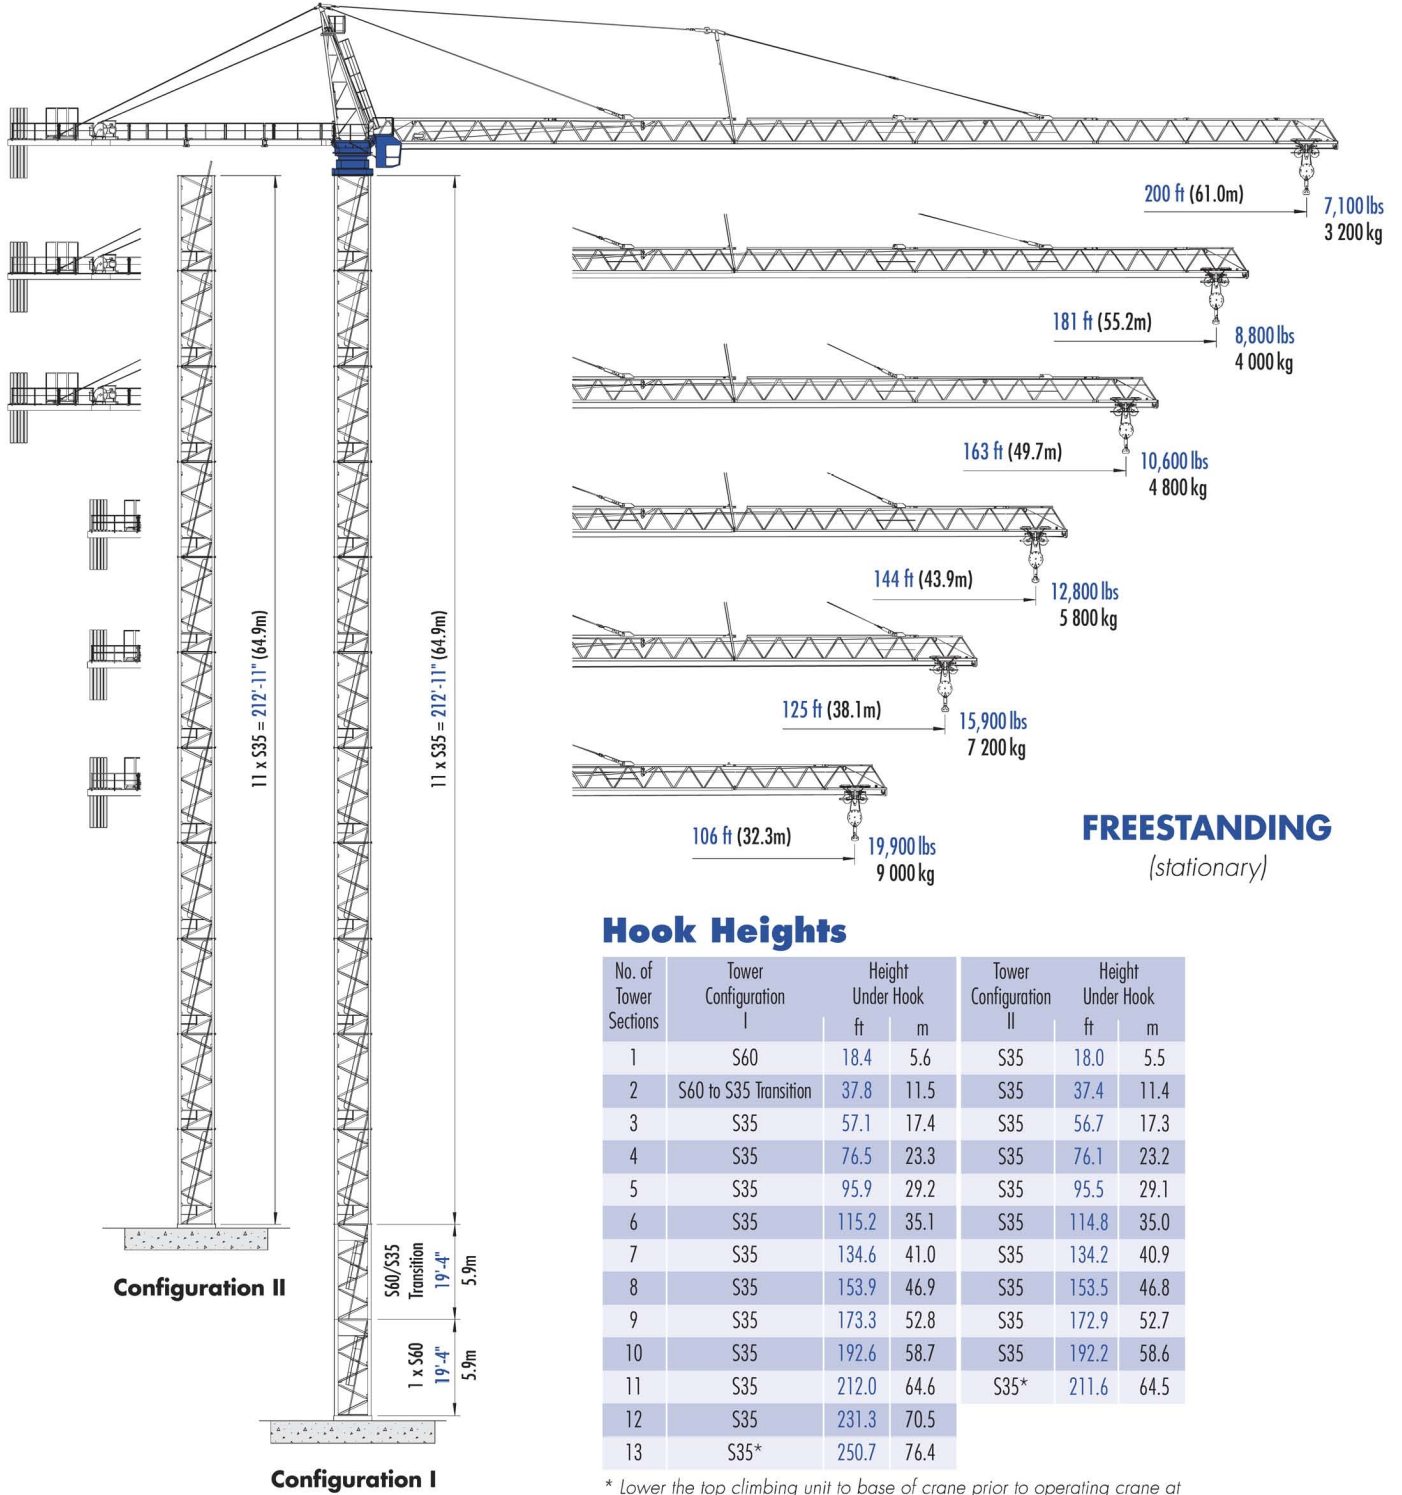 200 ft (61.0m)
7,100 lbs
3 200 kg
181 ft (55.2m)
8,800 lbs
4 000 kg
163 ft (49.7m)
10,600 lbs
4 800 kg
144 ft (43.9m)
12,800 lbs
5 800 kg
125 ft (38.1m)
15,900 lbs
7 200 kg
106 ft (32.3m)
19,900 lbs
9 000 kg
11 x S35 = 212'-11" (64.9m)
11 x S35 = 212'-11" (64.9m)
S60/S35
Transition
19'-4"
5.9m
1 x S60
19'-4"
5.9m
Configuration II
Configuration I
FREESTANDING
(stationary)
Hook Heights
No. of Tower Sections | Tower Configuration I | Height Under Hook ft | m | Tower Configuration II | Height Under Hook ft | m
1 S60 18.4 5.6 S35 18.0 5.5
2 S60 to S35 Transition 37.8 11.5 S35 37.4 11.4
3 S35 57.1 17.4 S35 56.7 17.3
4 S35 76.5 23.3 S35 76.1 23.2
5 S35 95.9 29.2 S35 95.5 29.1
6 S35 115.2 35.1 S35 114.8 35.0
7 S35 134.6 41.0 S35 134.2 40.9
8 S35 153.9 46.9 S35 153.5 46.8
9 S35 173.3 52.8 S35 172.9 52.7
10 S35 192.6 58.7 S35 192.2 58.6
11 S35 212.0 64.6 S35* 211.6 64.5
12 S35 231.3 70.5
13 S35* 250.7 76.4
* Lower the top climbing unit to base of crane prior to operating crane at